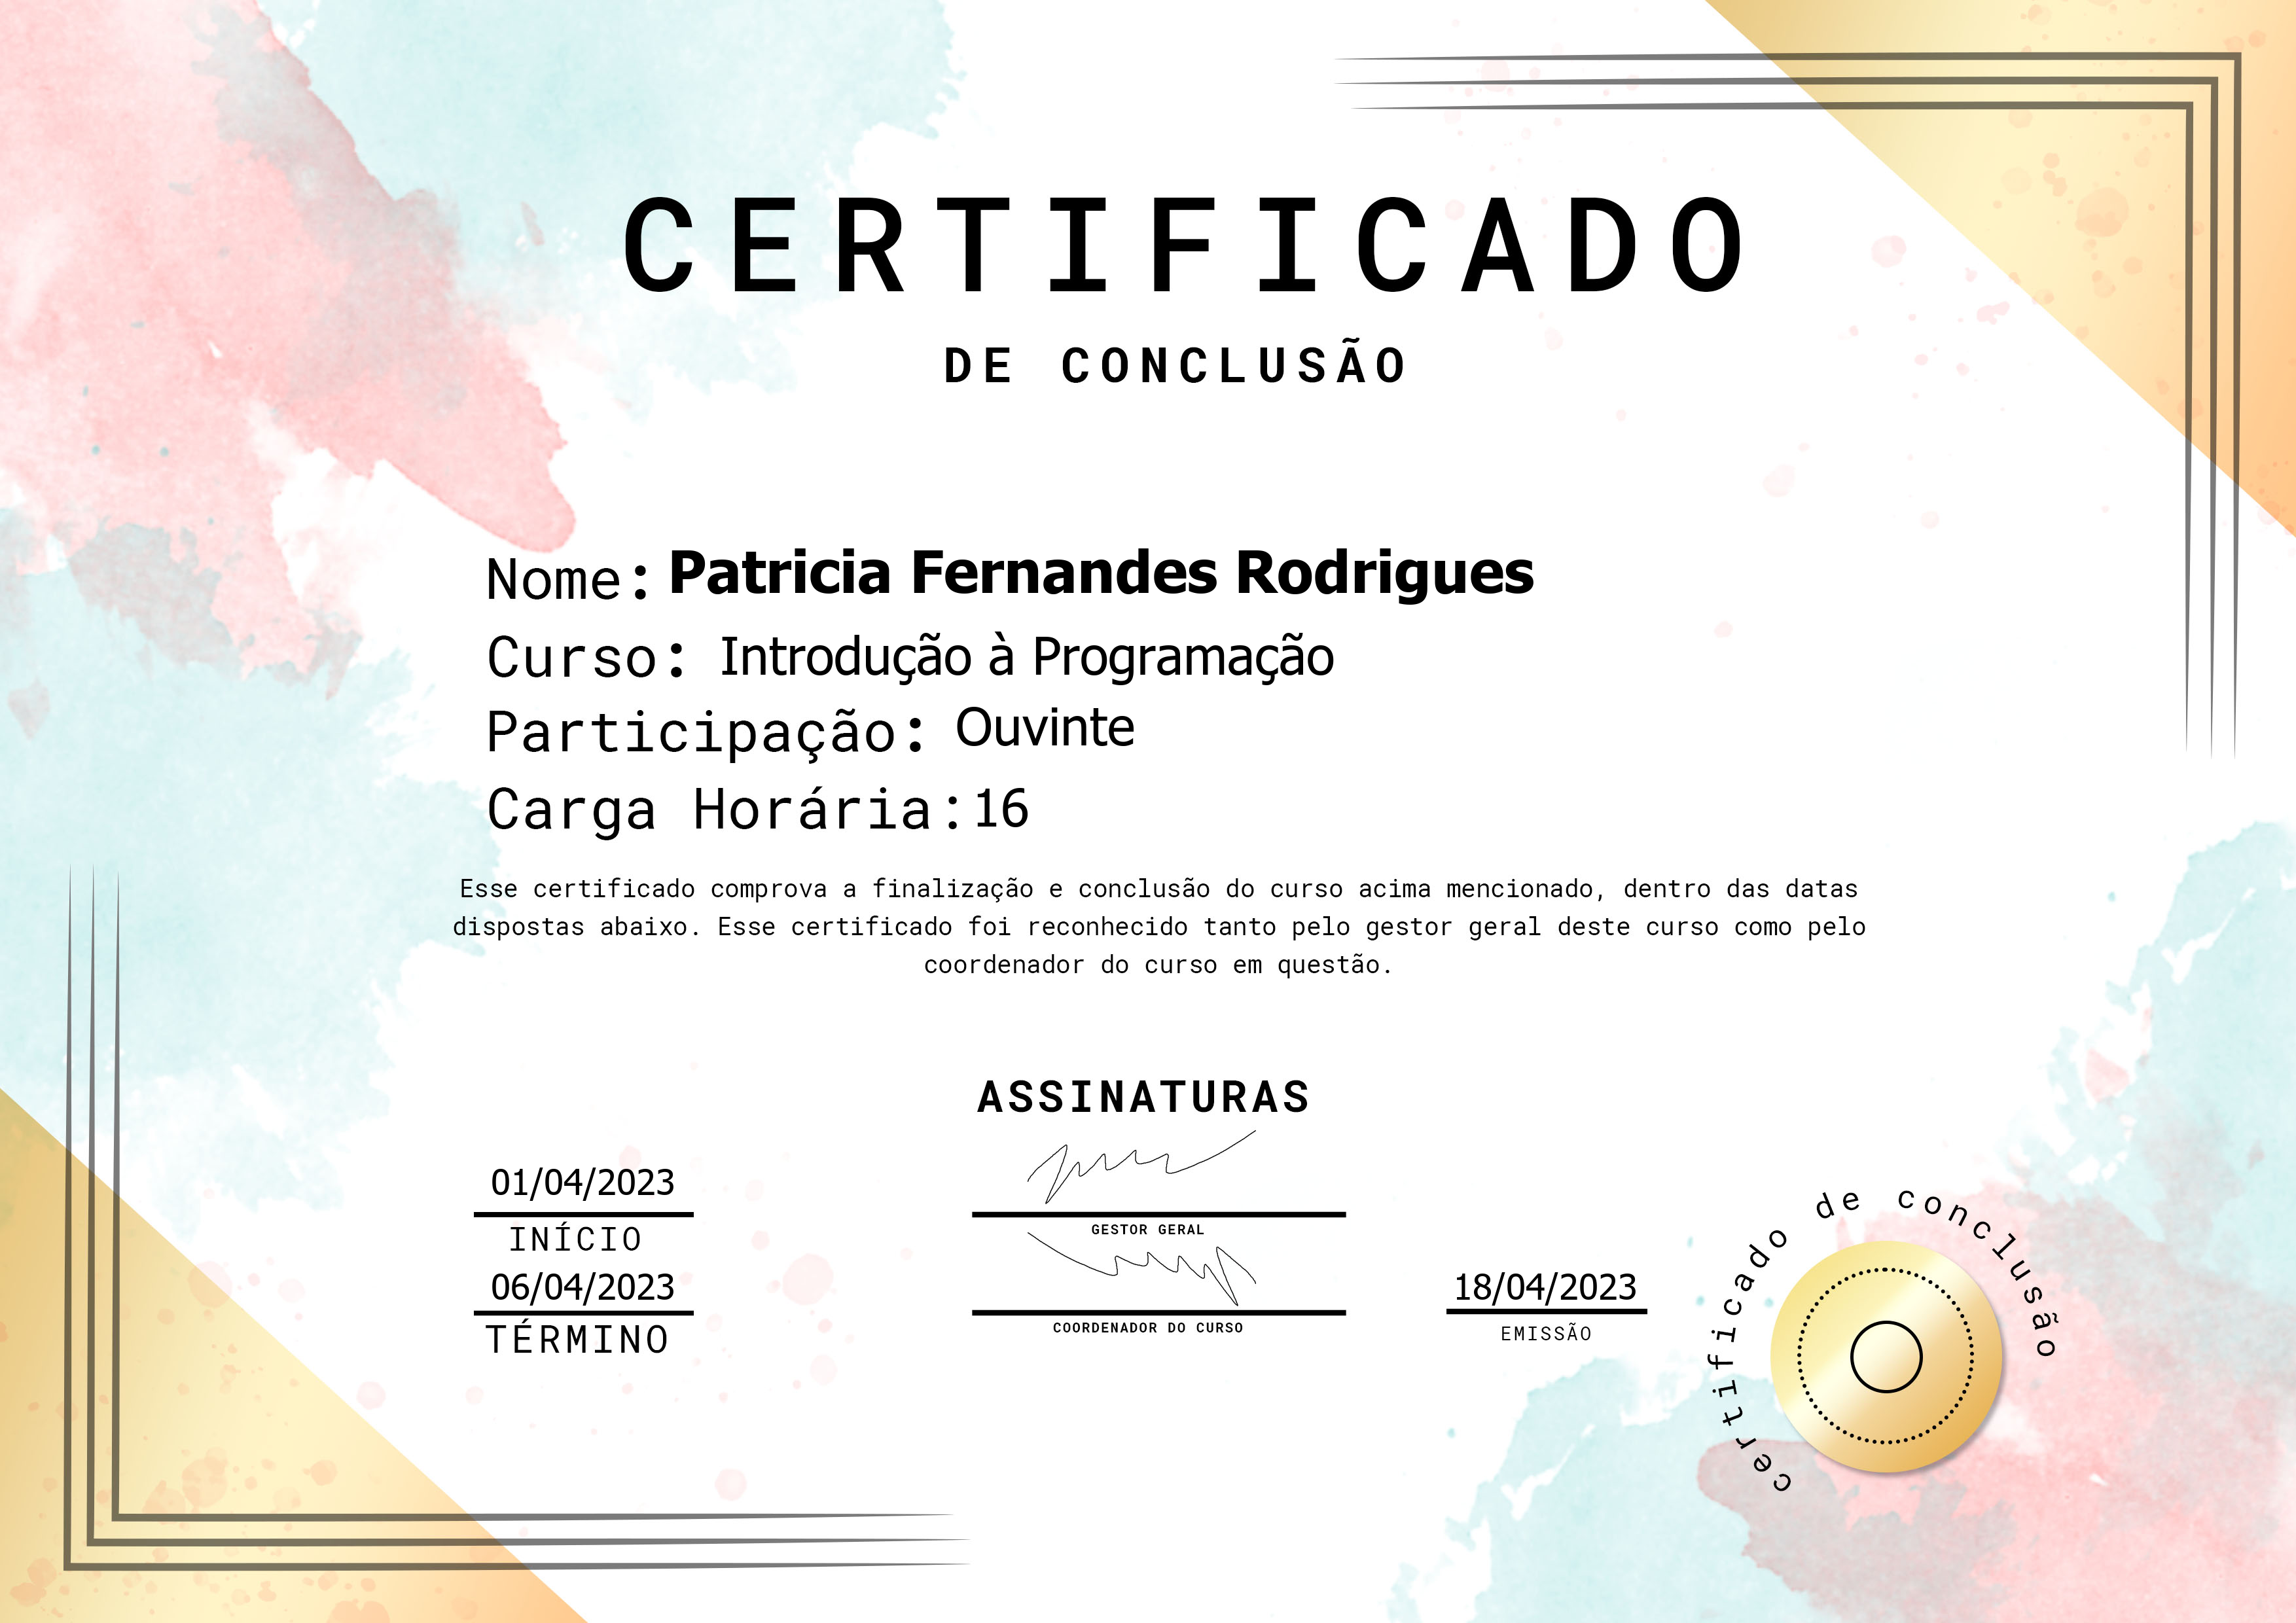 CERTIFICADO
DE CONCLUSÃO
Nome: Patricia Fernandes Rodrigues
Curso: Introdução à Programação
Participação: Ouvinte
Carga Horária:16
Esse certificado comprova a finalização e conclusão do curso acima mencionado, dentro das datas
dispostas abaixo. Esse certificado foi reconhecido tanto pelo gestor geral deste curso como pelo
coordenador do curso em questão.
ASSINATURAS
01/04/2023
INÍCIO
06/04/2023
TÉRMINO
GESTOR GERAL
COORDENADOR DO CURSO
18/04/2023
EMISSÃO
certificado de conclusão